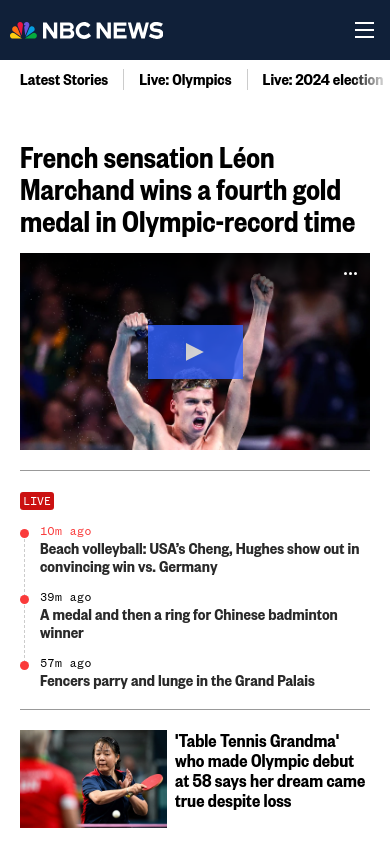 NBC NEWS
Latest Stories
Live: Olympics
Live: 2024 election
French sensation Léon
Marchand wins a fourth gold
medal in Olympic-record time
LIVE
10m ago
Beach volleyball: USA’s Cheng, Hughes show out in
convincing win vs. Germany
39m ago
A medal and then a ring for Chinese badminton
winner
57m ago
Fencers parry and lunge in the Grand Palais
'Table Tennis Grandma'
who made Olympic debut
at 58 says her dream came
true despite loss